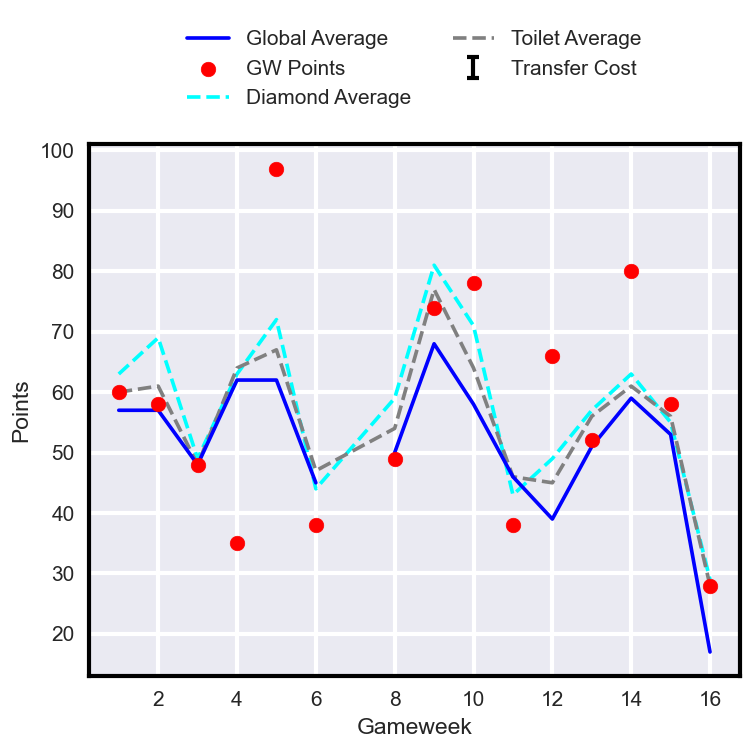 Global Average
GW Points
Diamond Average
Toilet Average
Transfer Cost
100
90
80
70
60
50
40
30
20
Points
2 4 6 8 10 12 14 16
Gameweek